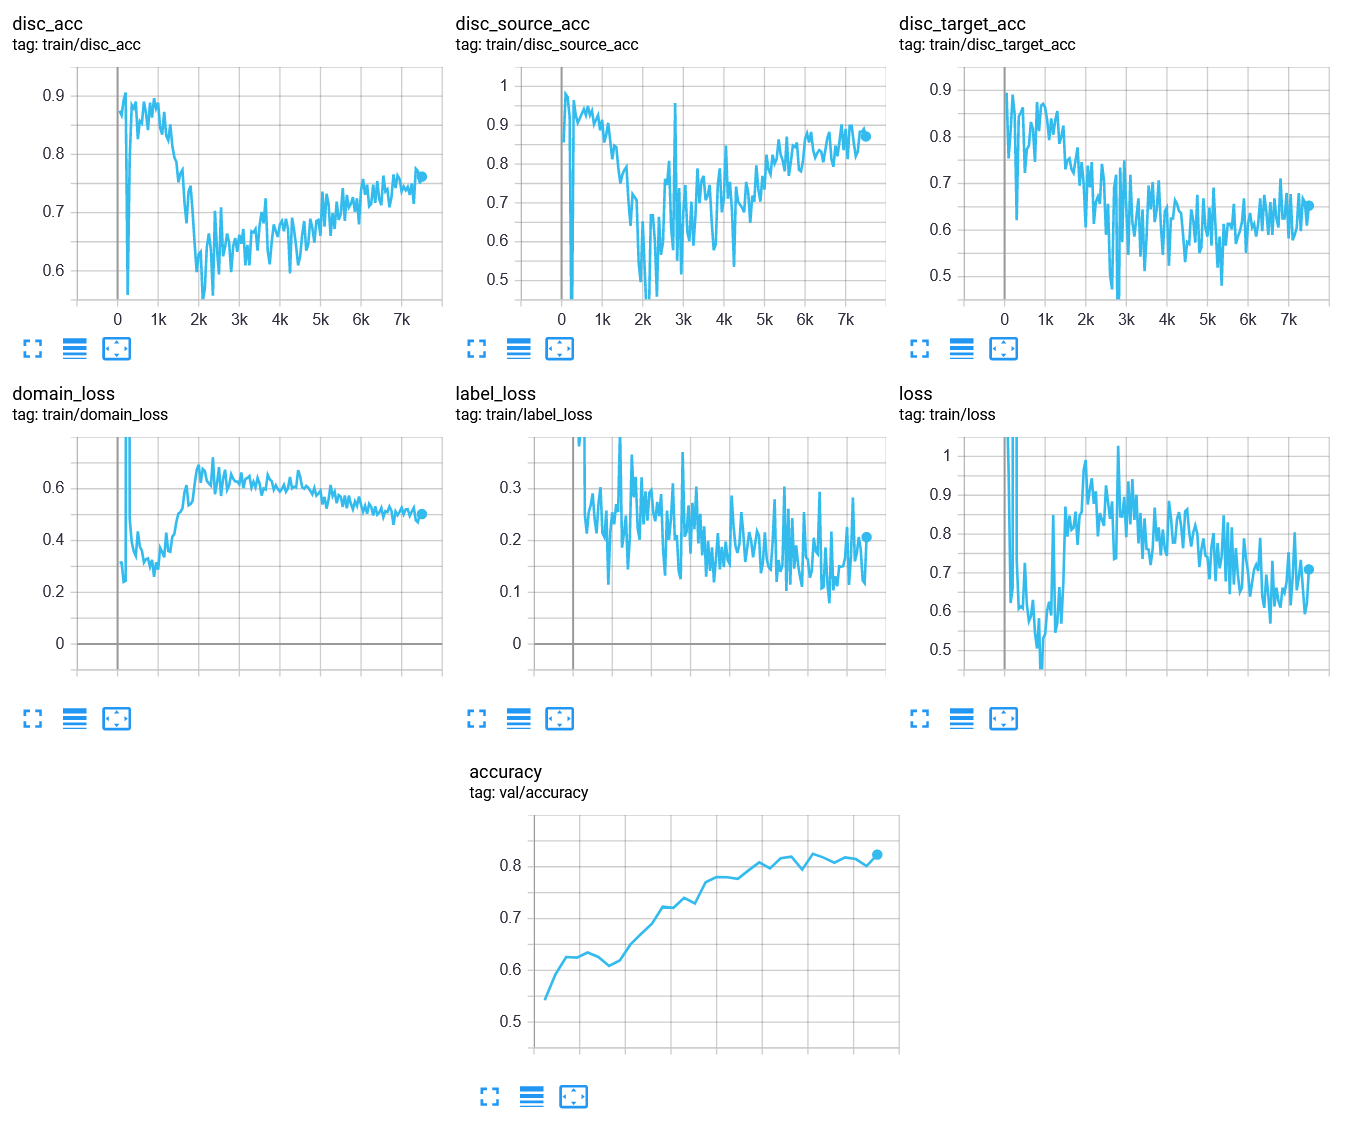 disc_acc
tag: train/disc_acc
0.9
0.8
0.7
0.6
0 1k 2k 3k 4k 5k 6k 7k
disc_source_acc
tag: train/disc_source_acc
1
0.9
0.8
0.7
0.6
0.5
0 1k 2k 3k 4k 5k 6k 7k
disc_target_acc
tag: train/disc_target_acc
0.9
0.8
0.7
0.6
0.5
0 1k 2k 3k 4k 5k 6k 7k
domain_loss
tag: train/domain_loss
0.6
0.4
0.2
0
label_loss
tag: train/label_loss
0.3
0.2
0.1
0
loss
tag: train/loss
1
0.9
0.8
0.7
0.6
0.5
accuracy
tag: val/accuracy
0.8
0.7
0.6
0.5